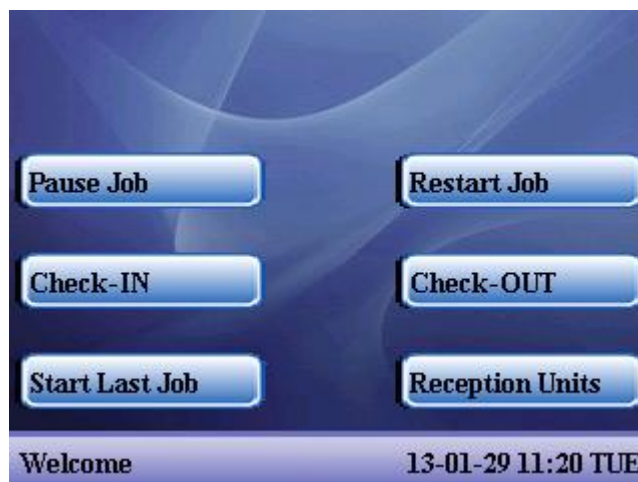 Pause Job
Restart Job
Check-IN
Check-OUT
Start Last Job
Reception Units
Welcome
13-01-29 11:20 TUE